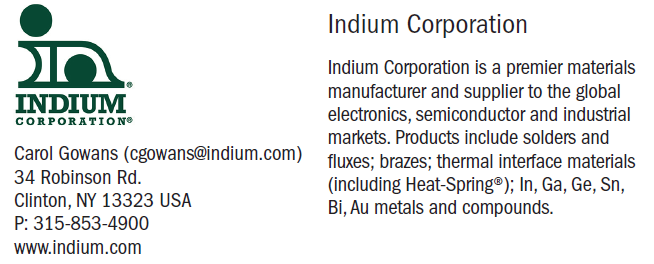 INDIUM
CORPORATION®
Carol Gowans (cgowans@indium.com)
34 Robinson Rd.
Clinton, NY 13323 USA
P: 315-853-4900
www.indium.com
Indium Corporation
Indium Corporation is a premier materials
manufacturer and supplier to the global
electronics, semiconductor and industrial
markets. Products include solders and
fluxes; brazes; thermal interface materials
(including Heat-Spring®); In, Ga, Ge, Sn,
Bi, Au metals and compounds.